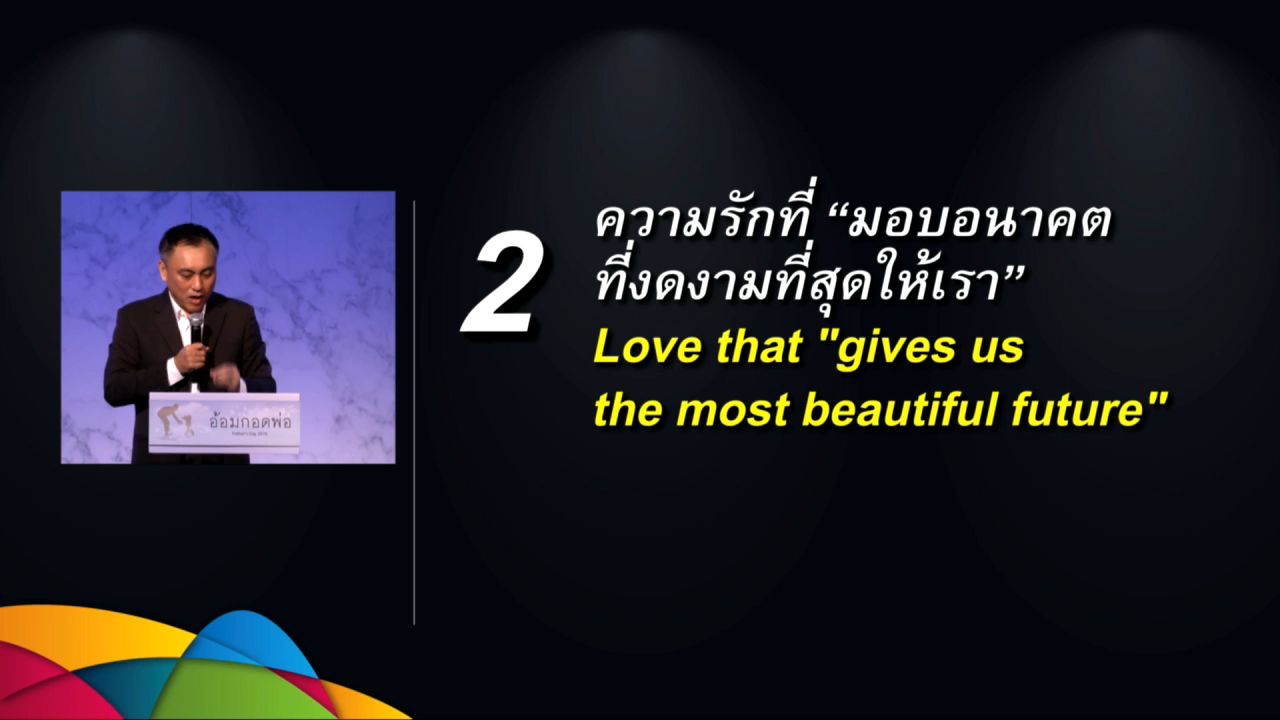 2
ความรักที่ “มอบอนาคต
ที่งดงามที่สุดให้เรา”
Love that "gives us
the most beautiful future"
อ้อมกอดพ่อ